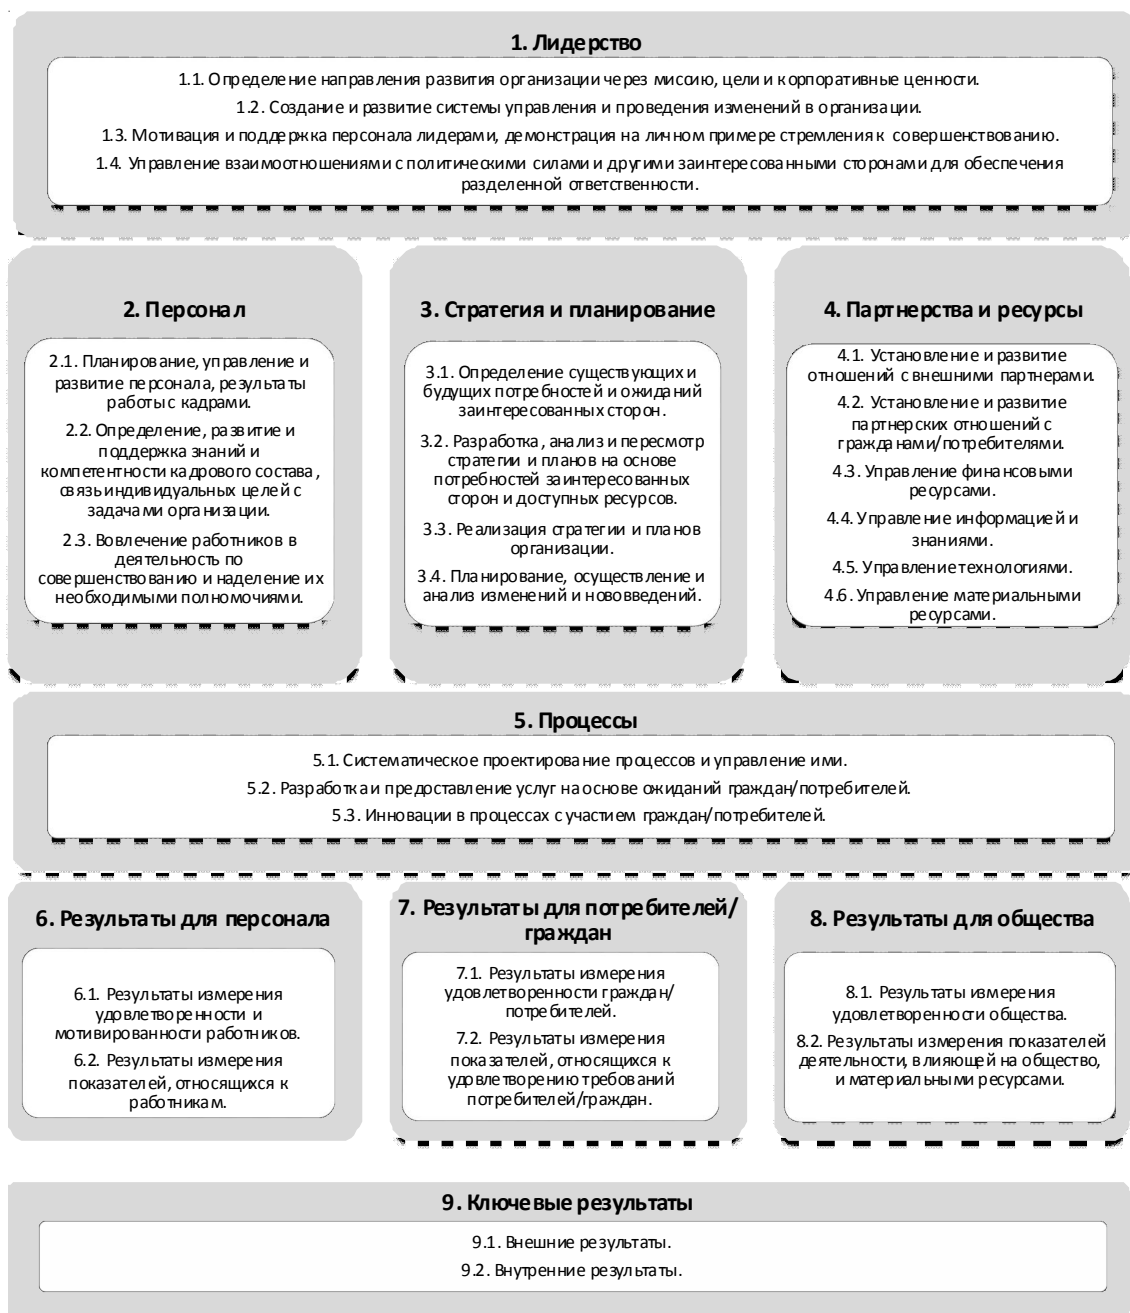 1. Лидерство
1.1. Определение направления развития организации через миссию, цели и корпоративные ценности.
1.2. Создание и развитие системы управления и проведения изменений в организации.
1.3. Мотивация и поддержка персонала лидерами, демонстрация на личном примере стремления к совершенствованию.
1.4. Управление взаимоотношениями с политическими силами и другими заинтересованными сторонами для обеспечения
разделенной ответственности.
2. Персонал
2.1. Планирование, управление и
развитие персонала, результаты
работы с кадрами.
2.2. Определение, развитие и
поддержка знаний и
компетентности кадрового состава,
связь индивидуальных целей с
задачами организации.
2.3. Вовлечение работников в
деятельность по
совершенствованию и наделение их
необходимыми полномочиями.
3. Стратегия и планирование
3.1. Определение существующих и
будущих потребностей и ожиданий
заинтересованных сторон.
3.2. Разработка, анализ и пересмотр
стратегии и планов на основе
потребностей заинтересованных
сторон и доступных ресурсов.
3.3. Реализация стратегии и планов
организации.
3.4. Планирование, осуществление и
анализ изменений и нововведений.
4. Партнерства и ресурсы
4.1. Установление и развитие
отношений с внешними партнерами.
4.2. Установление и развитие
партнерских отношений с
гражданами/потребителями.
4.3. Управление финансовыми
ресурсами.
4.4. Управление информацией и
знаниями.
4.5. Управление технологиями.
4.6. Управление материальными
ресурсами.
5. Процессы
5.1. Систематическое проектирование процессов и управление ими.
5.2. Разработка и предоставление услуг на основе ожиданий граждан/потребителей.
5.3. Инновации в процессах с участием граждан/потребителей.
6. Результаты для персонала
6.1. Результаты измерения
удовлетворенности и
мотивированности работников.
6.2. Результаты измерения
показателей, относящихся к
работникам.
7. Результаты для потребителей/
граждан
7.1. Результаты измерения
удовлетворенности граждан/
потребителей.
7.2. Результаты измерения
показателей, относящихся к
удовлетворению требований
потребителей/граждан.
8. Результаты для общества
8.1. Результаты измерения
удовлетворенности общества.
8.2. Результаты измерения показателей
деятельности, влияющей на общество,
и материальными ресурсами.
9. Ключевые результаты
9.1. Внешние результаты.
9.2. Внутренние результаты.